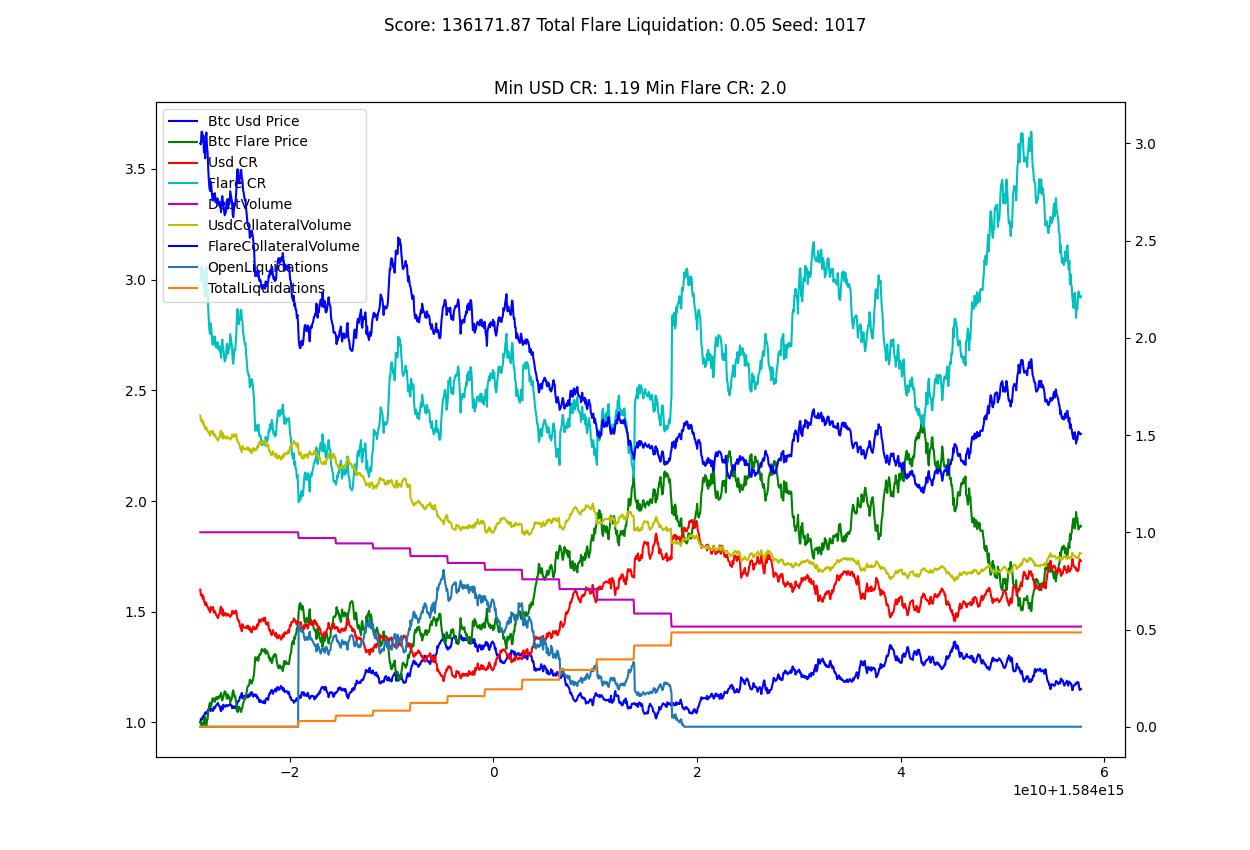 Score: 136171.87 Total Flare Liquidation: 0.05 Seed: 1017
Min USD CR: 1.19 Min Flare CR: 2.0
Btc Usd Price
Btc Flare Price
Usd CR
Flare CR
DebtVolume
UsdCollateralVolume
FlareCollateralVolume
OpenLiquidations
TotalLiquidations
3.5
3.0
2.5
2.0
1.5
1.0
3.0
2.5
2.0
1.5
1.0
0.5
0.0
−2
0
2
4
6
1e10+1.584e15